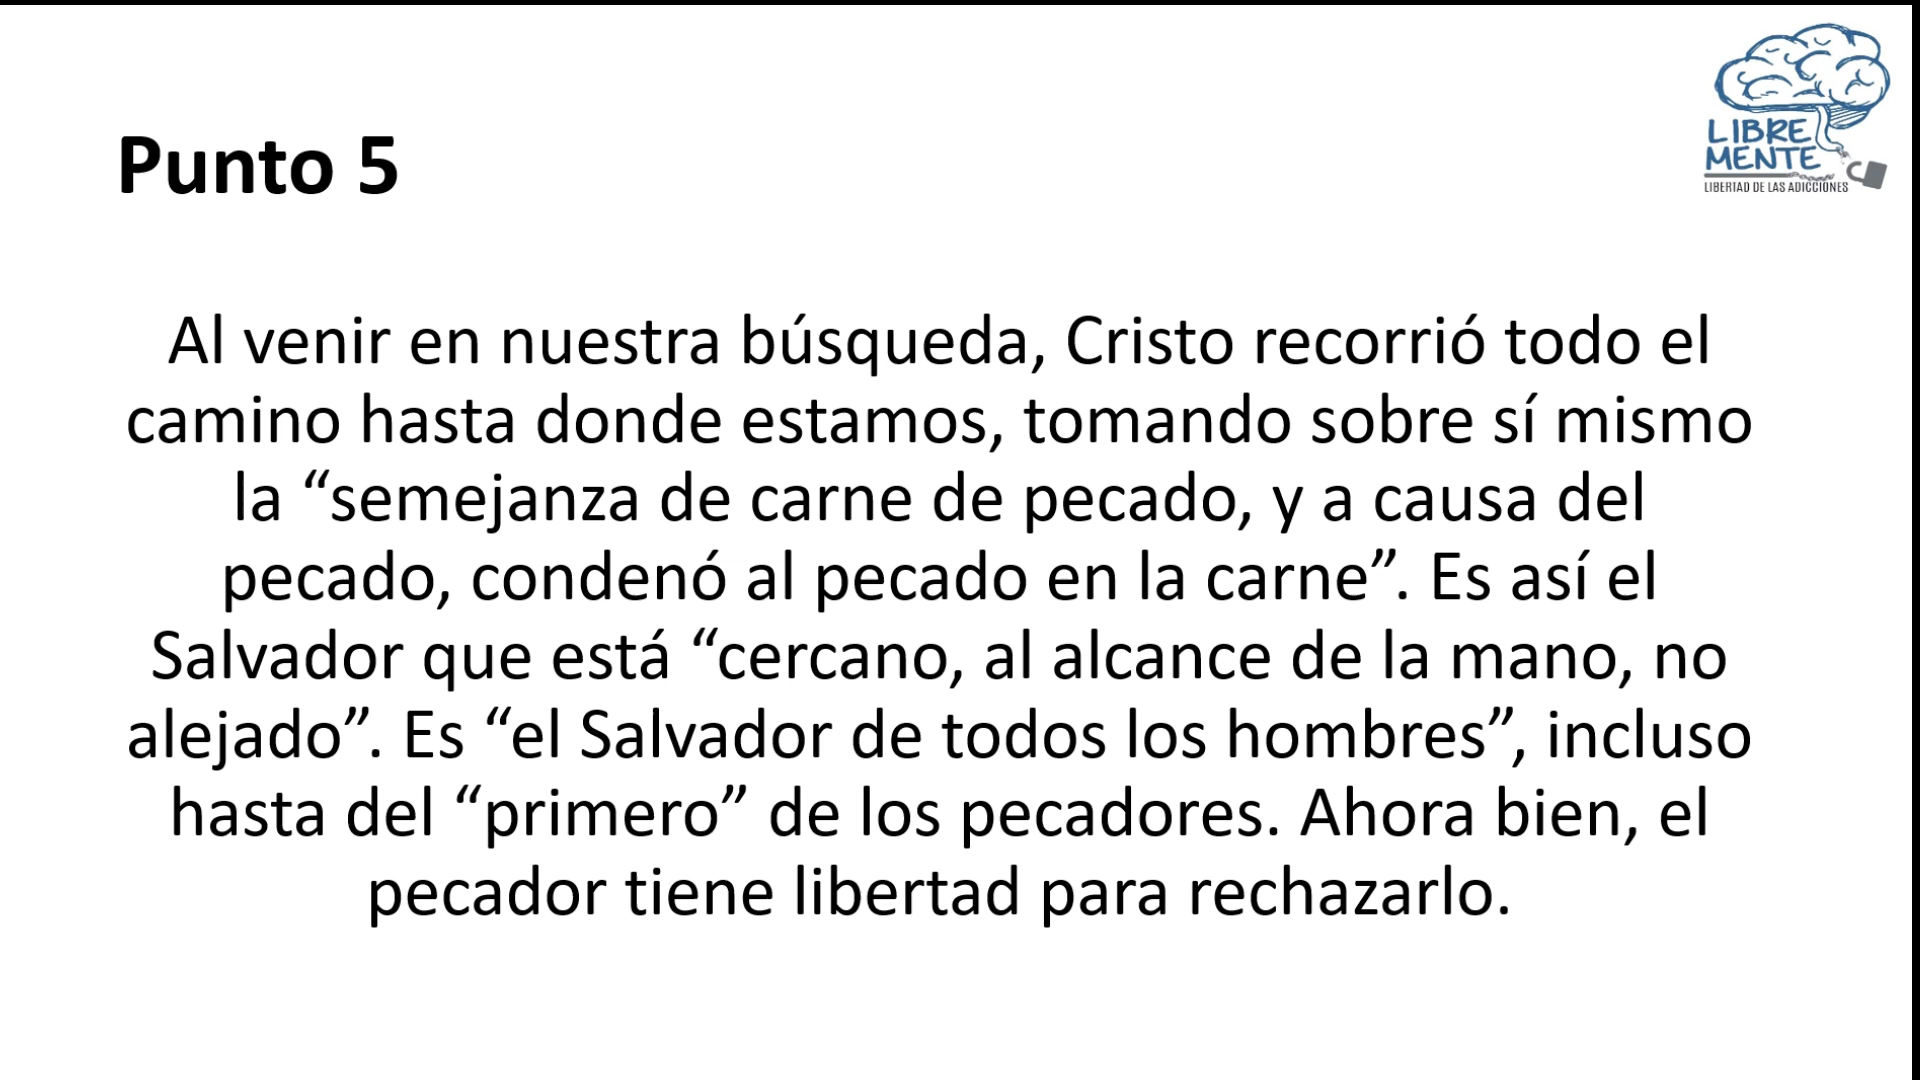 LIBRE
MENTE
LIBERTAD DE LAS ADICCIONES
Punto 5
Al venir en nuestra búsqueda, Cristo recorrió todo el
camino hasta donde estamos, tomando sobre sí mismo
la “semejanza de carne de pecado, y a causa del
pecado, condenó al pecado en la carne”. Es así el
Salvador que está “cercano, al alcance de la mano, no
alejado”. Es “el Salvador de todos los hombres”, incluso
hasta del “primero” de los pecadores. Ahora bien, el
pecador tiene libertad para rechazarlo.